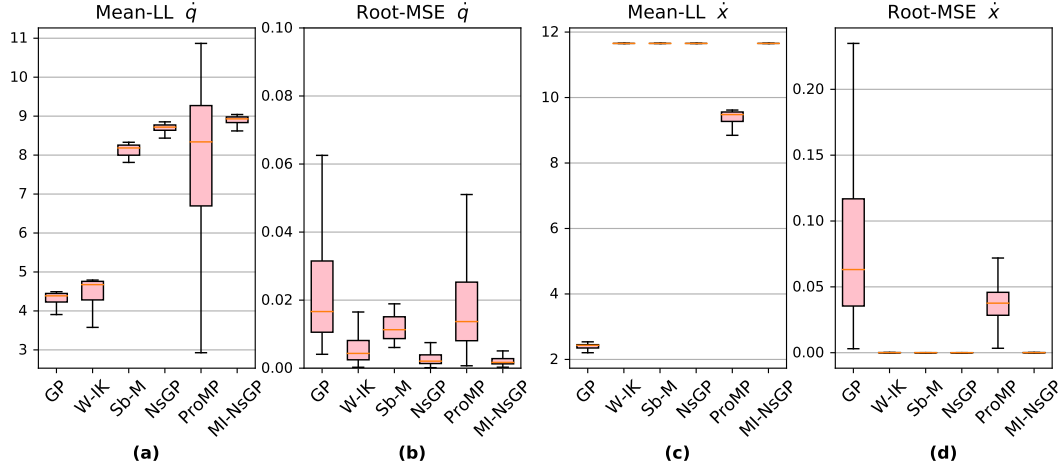 Mean-LL q̇
11
10
9
8
7
6
5
4
3
GP
W-IK
Sb-M
NsGP
ProMP
MI-NsGP
(a)
Root-MSE q̇
0.10
0.08
0.06
0.04
0.02
0.00
GP
W-IK
Sb-M
NsGP
ProMP
MI-NsGP
(b)
Mean-LL ẋ
12
10
8
6
4
2
GP
W-IK
Sb-M
NsGP
ProMP
MI-NsGP
(c)
Root-MSE ẋ
0.20
0.15
0.10
0.05
0.00
GP
W-IK
Sb-M
NsGP
ProMP
MI-NsGP
(d)